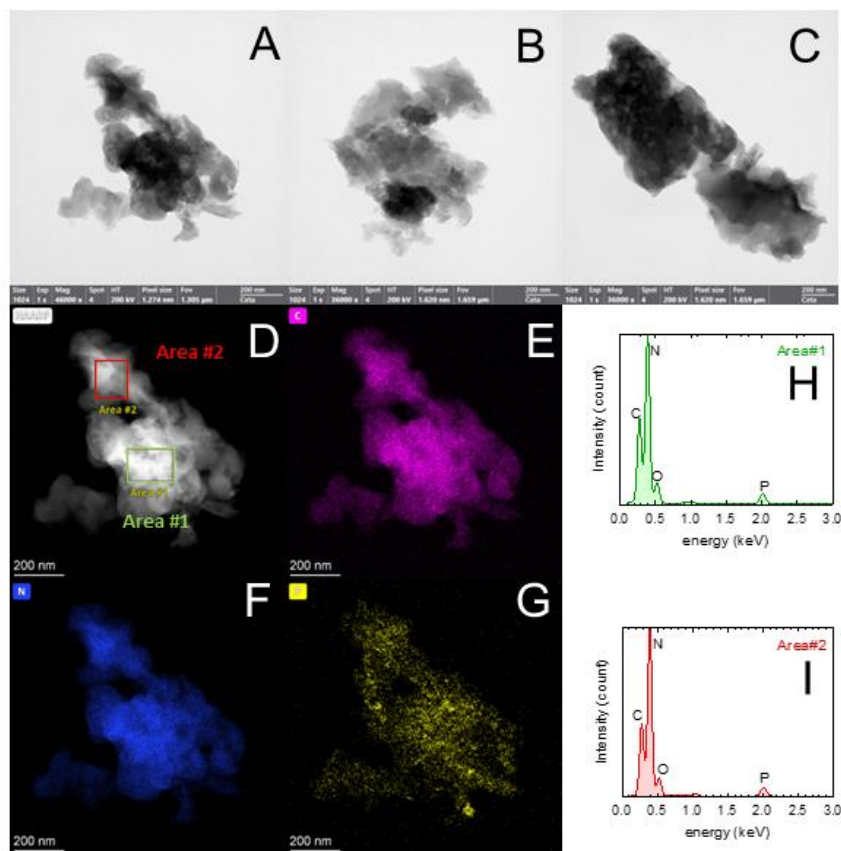 A
B
C
Size Exp Mag Spot HT Pixel size Fov 200 nm
1024 1 s 46000 x 4 200 kV 1.274 nm 1.305 µm Ceta
Size Exp Mag Spot HT Pixel size Fov 200 nm
1024 1 s 36000 x 4 200 kV 1.620 nm 1.659 µm Ceta
Size Exp Mag Spot HT Pixel size Fov 200 nm
1024 1 s 36000 x 4 200 kV 1.620 nm 1.659 µm Ceta
HAADF
Area #2
D
Area #2
Area #1
200 nm
C
E
200 nm
Area#1
H
N
C
O
P
Intensity (count)
0.0 0.5 1.0 1.5 2.0 2.5 3.0
energy (keV)
N
F
200 nm
G
200 nm
Area#2
I
N
C
O
P
Intensity (count)
0.0 0.5 1.0 1.5 2.0 2.5 3.0
energy (keV)